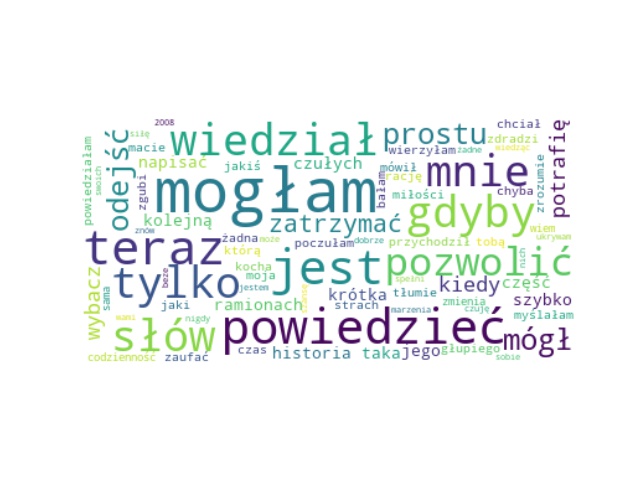 2008
siłę
wiedział
prostu
chciał
zdradzi
macie
wierzyłam
żadne
wiedząc
potrafię
powiedziałam
swoich
odejść
napisać
jakiś
czułych
mówił
mnie
zrozumie
zgubi
mogłam
bałam
rację
miłości
chyba
kolejną
zatrzymać
gdyby
znów
teraz
żadna
może
poczułam
dobrze
przychodził
tobą
wiem
ukrywam
którą
jest
pozwolić
nich
wybacz
tylko
beze
kocha
moja
jestem
spełni
kiedy
część
sama
jaki
ramionach
krótka
tłumie
zmienia
szybko
strach
marzenia
czuję
myślałam
wami
słów
nigdy
powiedzieć
mógł
codzienność
zaufać
czas
historia
taka
jego
głupiego
sobie